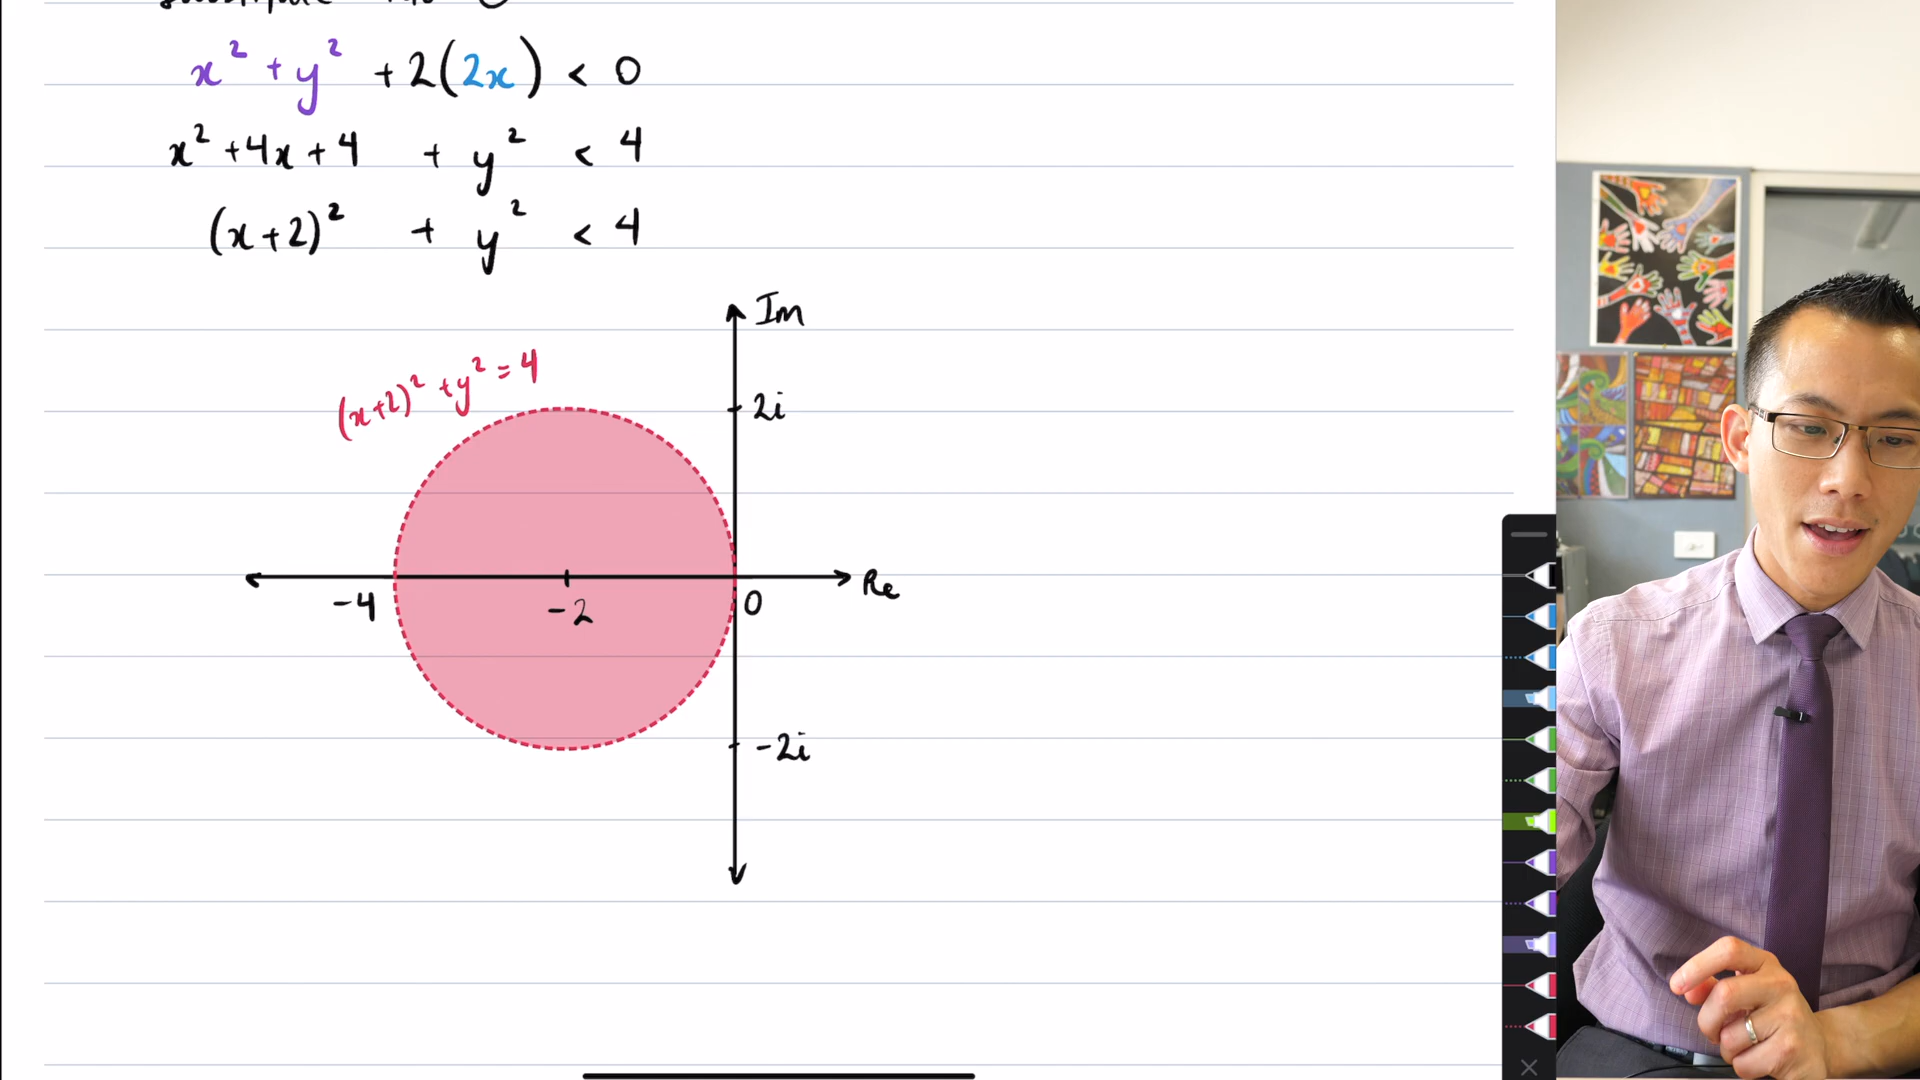 x² + y² + 2(2x) < 0
x² + 4x + 4 + y² < 4
(x+2)² + y² < 4
Im
(x+2)² + y² = 4
2i
Re
-4
-2
0
-2i